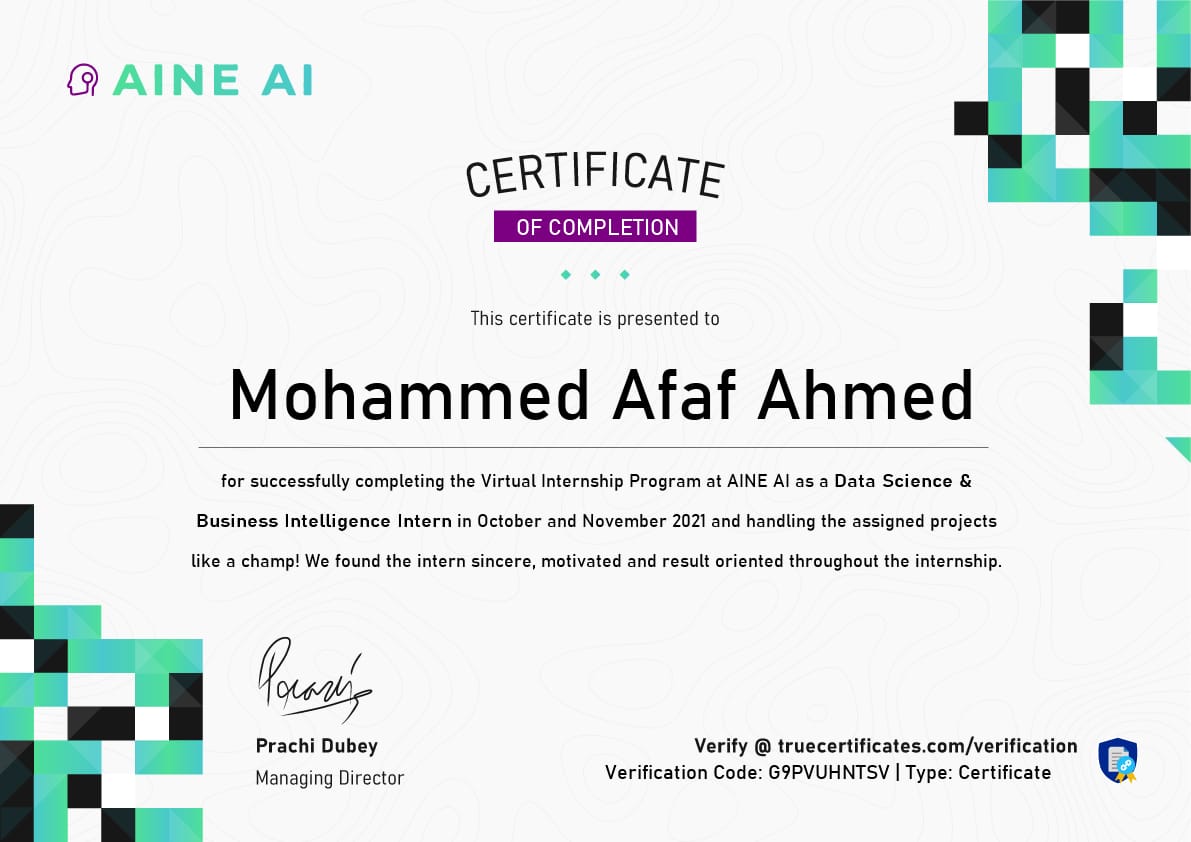 AINE AI
CERTIFICATE
OF COMPLETION
This certificate is presented to
Mohammed Afaf Ahmed
for successfully completing the Virtual Internship Program at AINE AI as a Data Science &
Business Intelligence Intern in October and November 2021 and handling the assigned projects
like a champ! We found the intern sincere, motivated and result oriented throughout the internship.
Prachi Dubey
Managing Director
Verify @ truecertificates.com/verification
Verification Code: G9PVUHNTSV | Type: Certificate